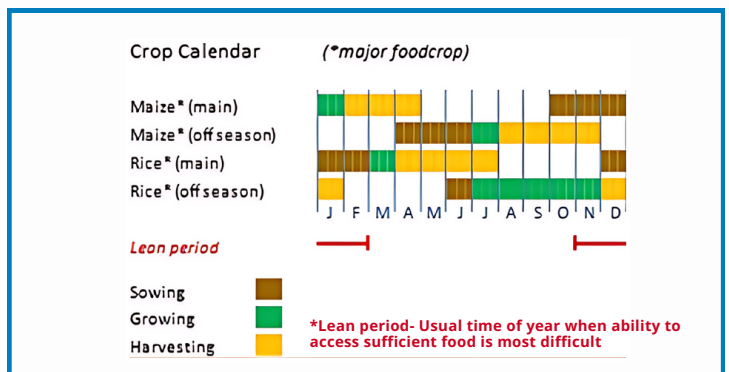 Crop Calendar (*major foodcrop)
Maize* (main)
Maize* (off season)
Rice* (main)
Rice* (off season)
J F M A M J J A S O N D
Lean period
Sowing
Growing
Harvesting
*Lean period- Usual time of year when ability to
access sufficient food is most difficult